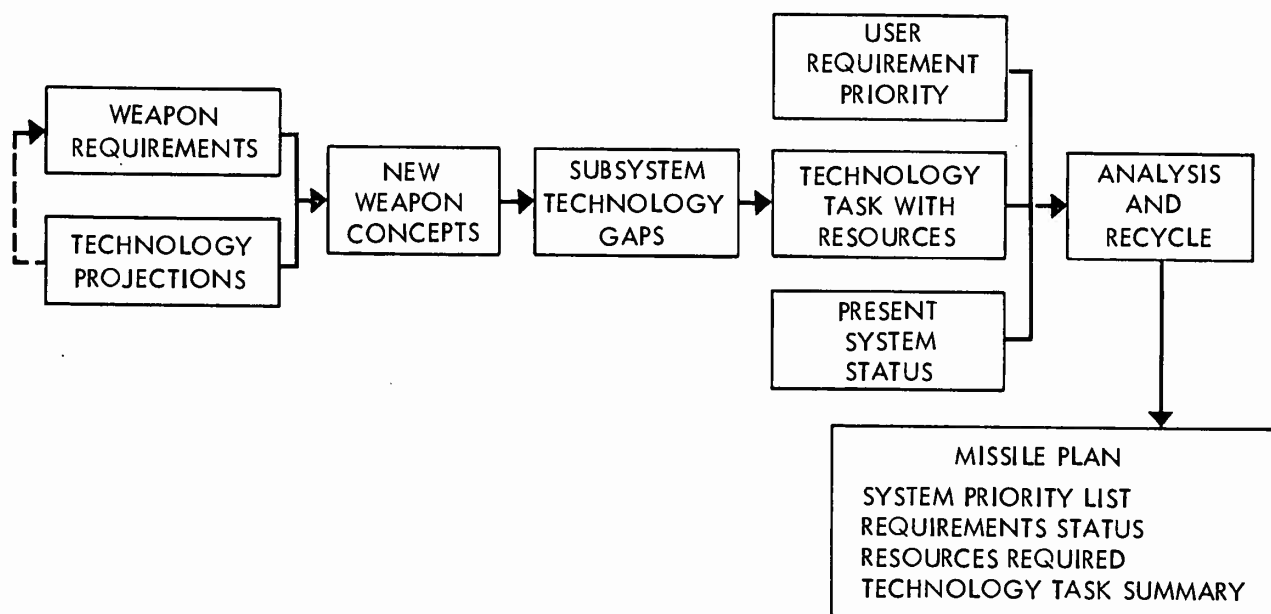 WEAPON
REQUIREMENTS
TECHNOLOGY
PROJECTIONS
NEW
WEAPON
CONCEPTS
SUBSYSTEM
TECHNOLOGY
GAPS
USER
REQUIREMENT
PRIORITY
TECHNOLOGY
TASK WITH
RESOURCES
PRESENT
SYSTEM
STATUS
ANALYSIS
AND
RECYCLE
MISSILE PLAN
SYSTEM PRIORITY LIST
REQUIREMENTS STATUS
RESOURCES REQUIRED
TECHNOLOGY TASK SUMMARY